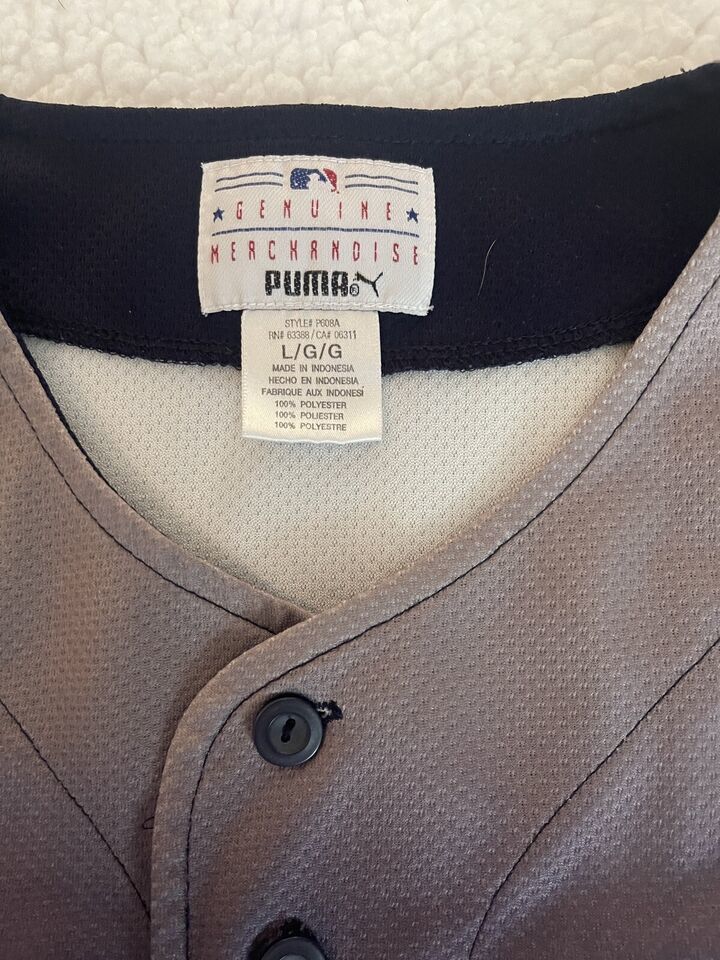 GENUINE
MERCHANDISE
PUMA®
STYLE# P608A
RN# 63388 / CA# 06311
L/G/G
MADE IN INDONESIA
HECHO EN INDONESIA
FABRIQUE AUX INDONESI
100% POLYESTER
100% POLIESTER
100% POLYESTRE